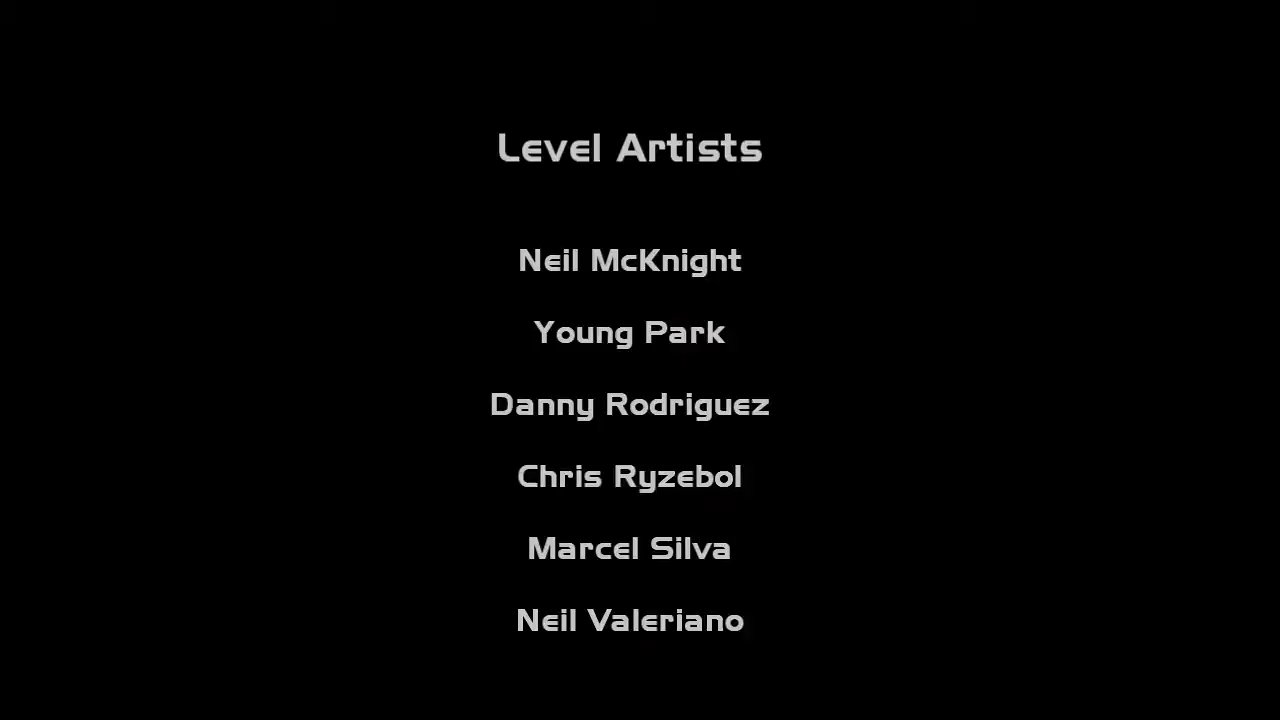 Level Artists
Neil McKnight
Young Park
Danny Rodriguez
Chris Ryzebol
Marcel Silva
Neil Valeriano